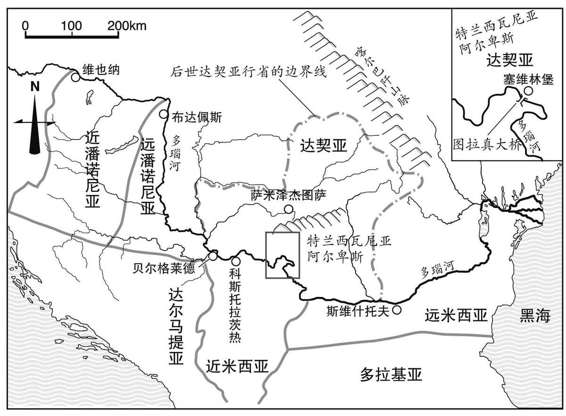 0 100 200km
N
维也纳
布达佩斯
近潘诺尼亚
远潘诺尼亚
多瑙河
后世达契亚行省的边界线
喀尔巴阡山脉
达契亚
萨米泽杰图萨
特兰西瓦尼亚
阿尔卑斯
贝尔格莱德
科斯托拉茨热
达尔马提亚
近米西亚
斯维什托夫
多瑙河
远米西亚
多拉基亚
黑海
特兰西瓦尼亚
阿尔卑斯
达契亚
塞维林堡
图拉真大桥
多瑙河